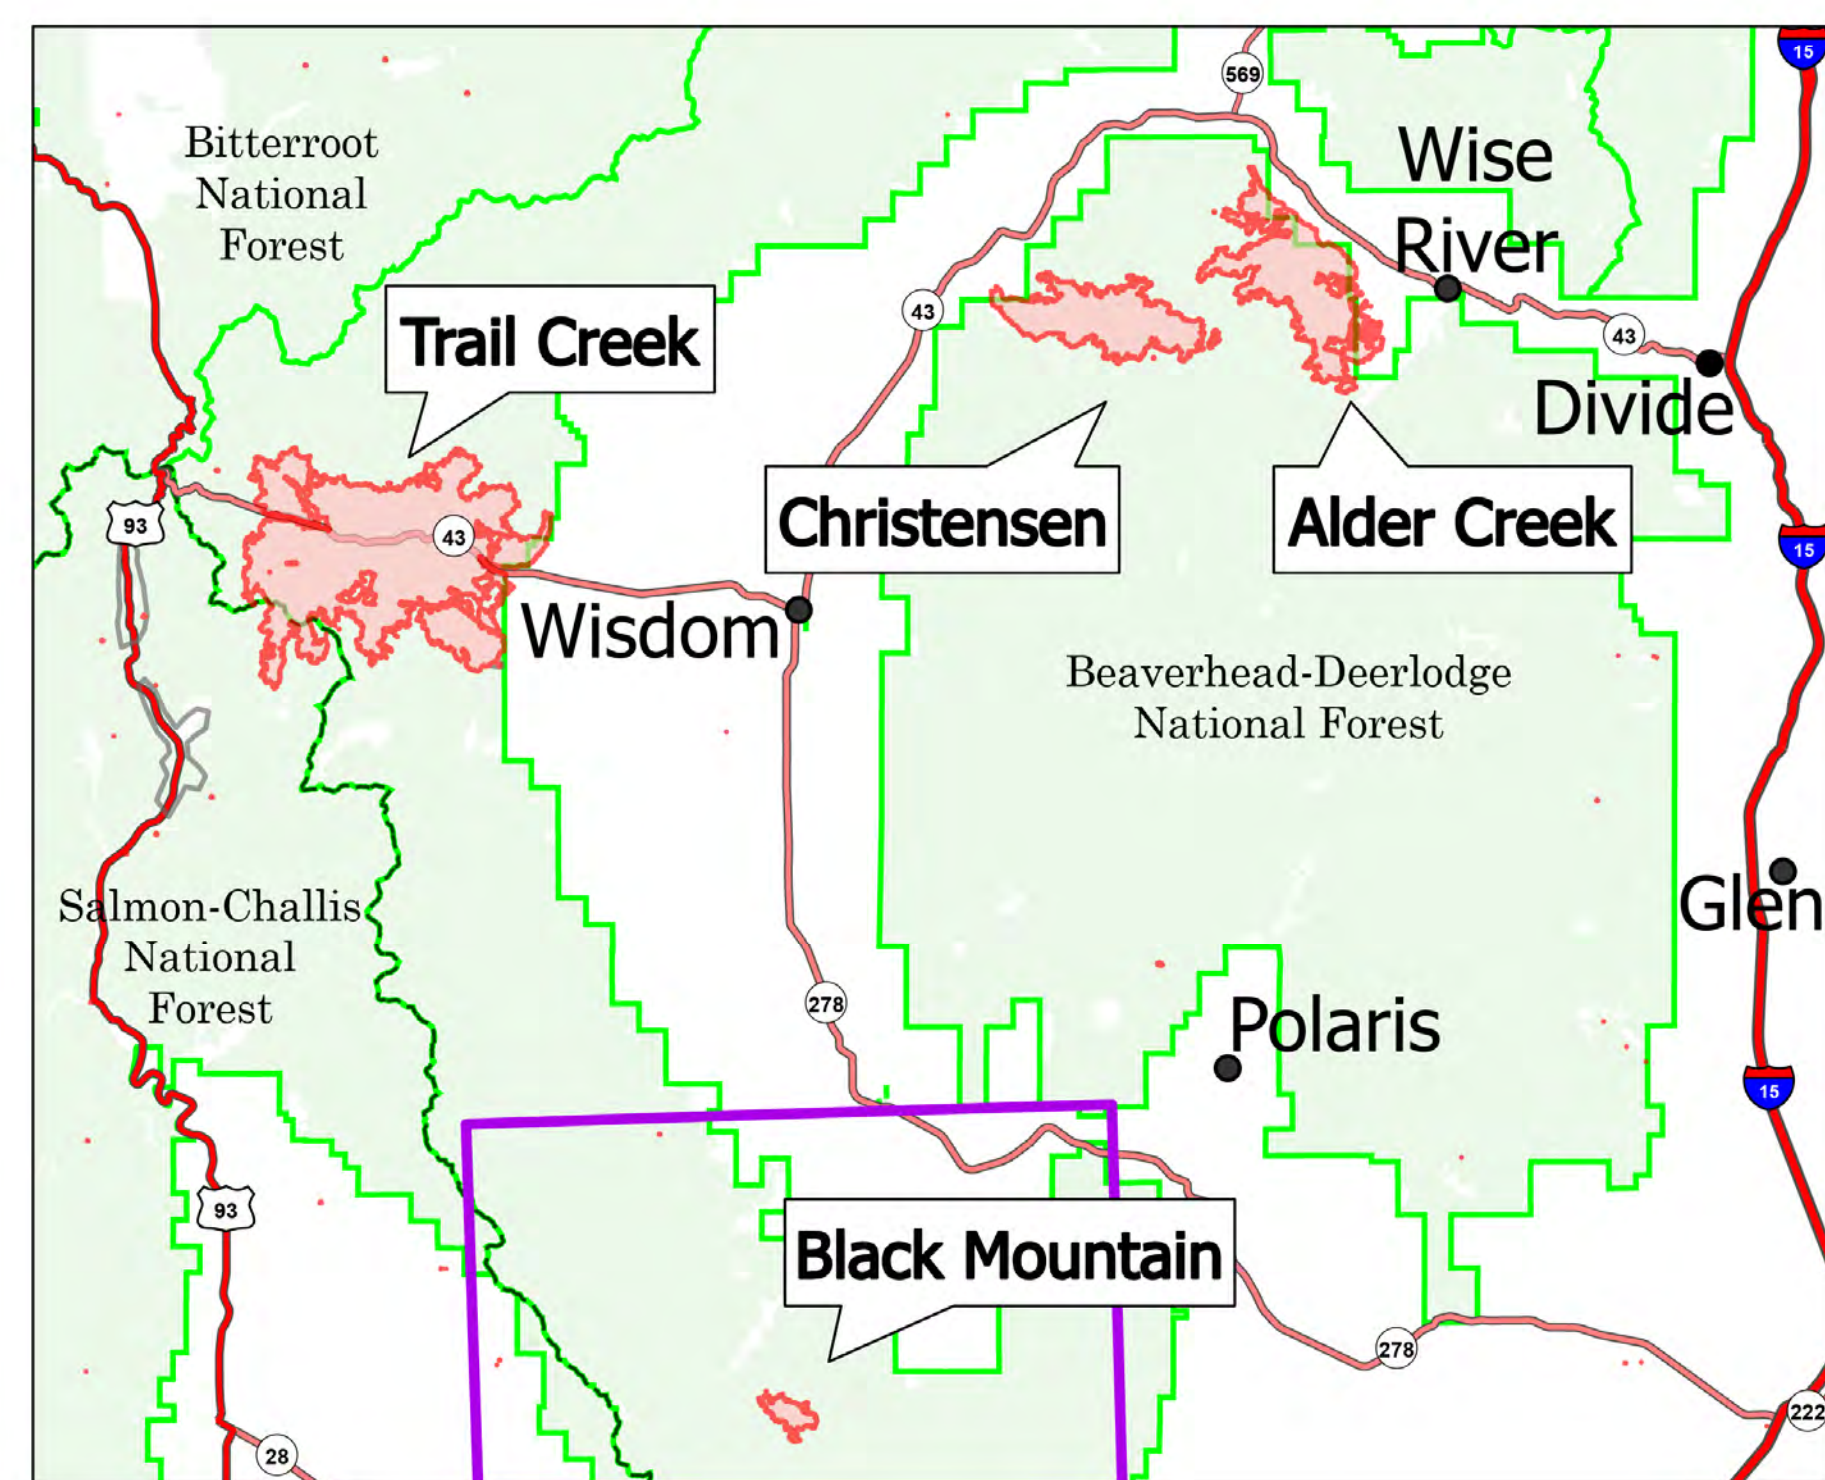 15
569
Bitterroot
National
Forest
Wise
River
43
43
Trail Creek
Divide
93
43
Christensen
Alder Creek
15
Wisdom
Beaverhead-Deerlodge
National Forest
Glen
Salmon-Challis
National
Forest
278
Polaris
15
93
Black Mountain
278
222
28